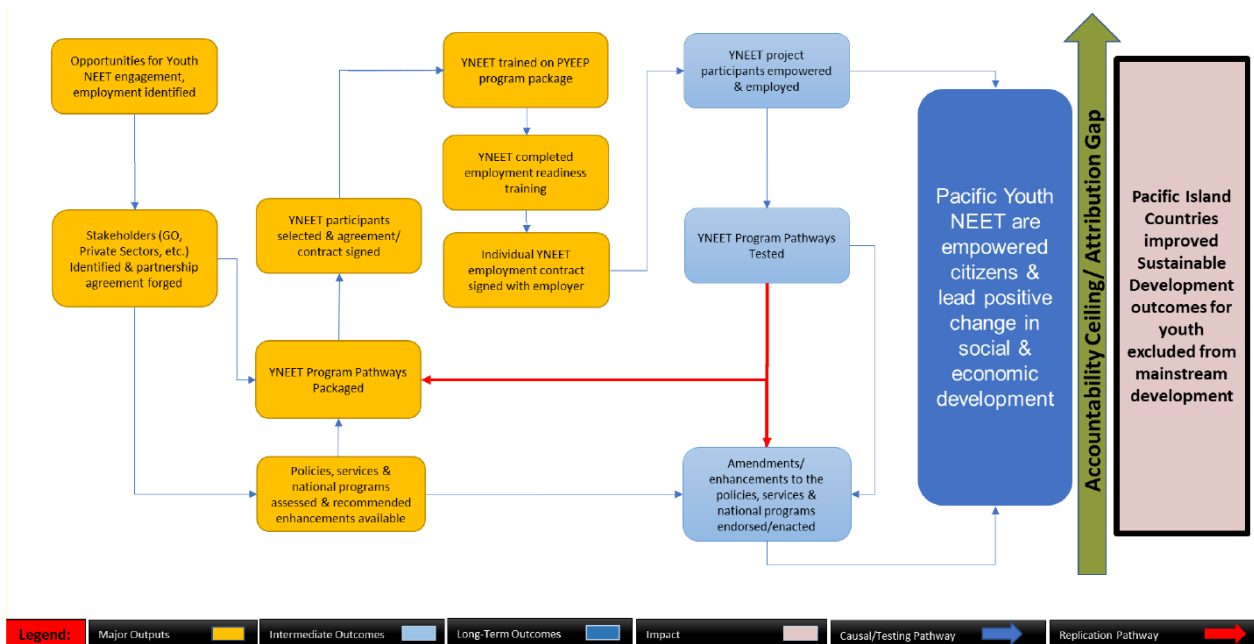 Opportunities for Youth
NEET engagement,
employment identified
Stakeholders (GO,
Private Sectors, etc.)
Identified & partnership
agreement forged
YNEET participants
selected & agreement/
contract signed
YNEET Program Pathways
Packaged
Policies, services &
national programs
assessed & recommended
enhancements available
YNEET trained on PYEEP
program package
YNEET completed
employment readiness
training
Individual YNEET
employment contract
signed with employer
YNEET project
participants empowered
& employed
YNEET Program Pathways
Tested
Amendments/
enhancements to the
policies, services &
national programs
endorsed/enacted
Pacific Youth
NEET are
empowered
citizens &
lead positive
change in
social &
economic
development
Accountability Ceiling/ Attribution Gap
Pacific Island
Countries
improved
Sustainable
Development
outcomes for
youth
excluded from
mainstream
development
Legend:
Major Outputs
Intermediate Outcomes
Long-Term Outcomes
Impact
Causal/Testing Pathway
Replication Pathway